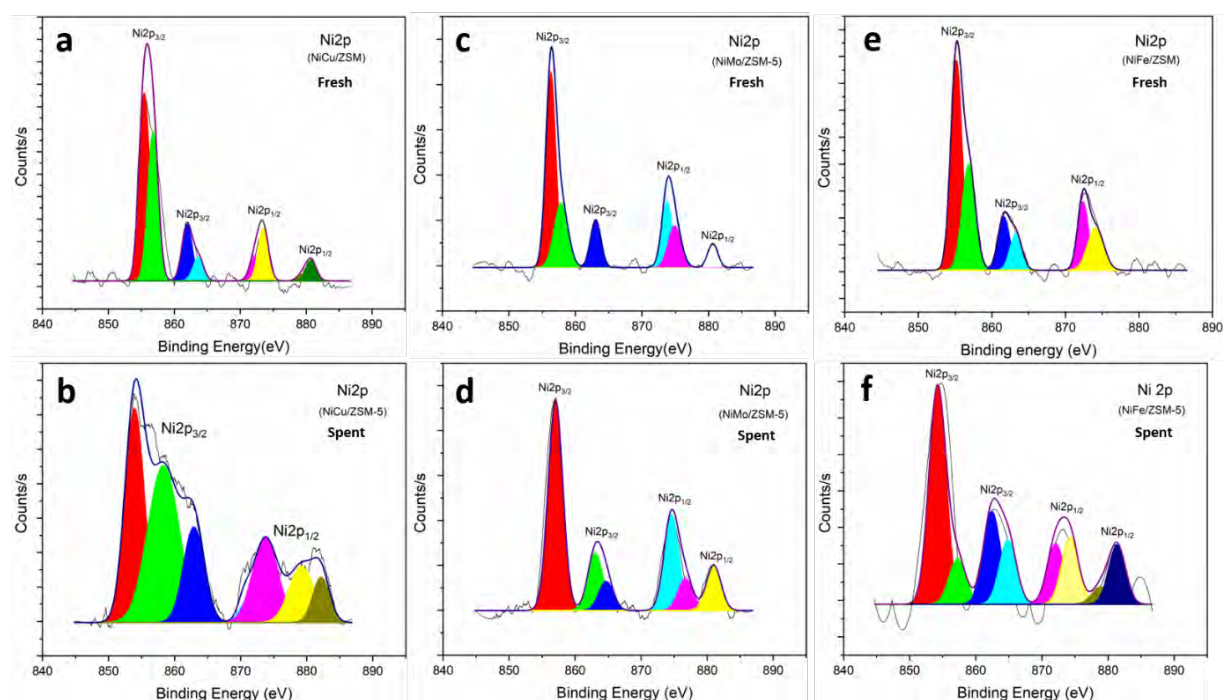 a
Ni2p3/2
Ni2p
(NiCu/ZSM)
Fresh
Ni2p3/2
Ni2p1/2
Ni2p1/2
Counts/s
840 850 860 870 880 890
Binding Energy(eV)
c
Ni2p3/2
Ni2p
(NiMo/ZSM-5)
Fresh
Ni2p3/2
Ni2p1/2
Ni2p1/2
Counts/s
840 850 860 870 880 890
Binding Energy(eV)
e
Ni2p3/2
Ni2p
(NiFe/ZSM)
Fresh
Ni2p3/2
Ni2p1/2
Counts/s
840 850 860 870 880 890
Binding energy (eV)
b
Ni2p3/2
Ni2p
(NiCu/ZSM-5)
Spent
Ni2p1/2
Counts/s
840 850 860 870 880 890
Binding Energy(eV)
d
Ni2p3/2
Ni2p
(NiMo/ZSM-5)
Spent
Ni2p3/2
Ni2p1/2
Ni2p1/2
Counts/s
840 850 860 870 880 890
Binding Energy(eV)
f
Ni2p3/2
Ni 2p
(NiFe/ZSM-5)
Spent
Ni2p3/2
Ni2p1/2
Ni2p1/2
Counts/s
840 850 860 870 880 890
Binding Energy (eV)